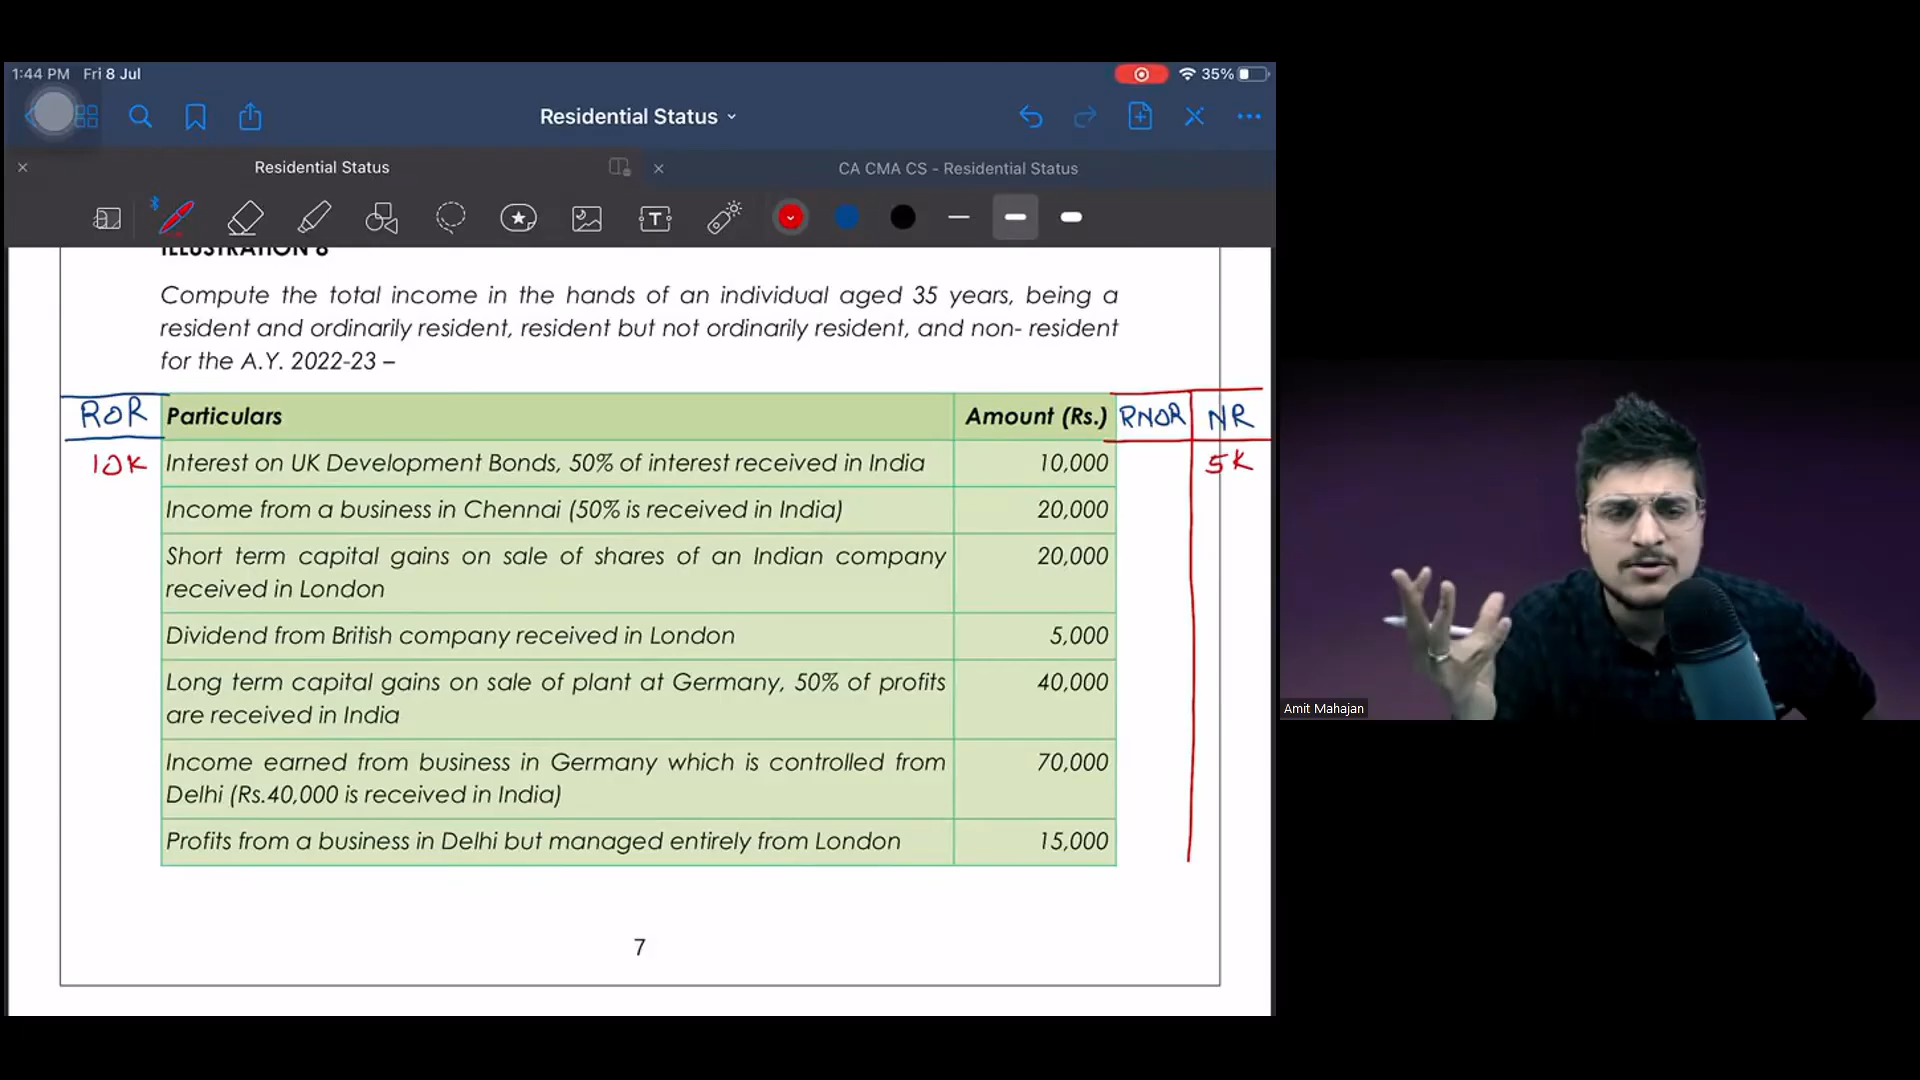 1:44 PM Fri 8 Jul
35%
Residential Status
Residential Status
CA CMA CS - Residential Status
T
ILLUSTRATION 8
Compute the total income in the hands of an individual aged 35 years, being a
resident and ordinarily resident, resident but not ordinarily resident, and non- resident
for the A.Y. 2022-23 –
ROR Particulars Amount (Rs.) RNOR NR
10K Interest on UK Development Bonds, 50% of interest received in India 10,000 5K
Income from a business in Chennai (50% is received in India) 20,000
Short term capital gains on sale of shares of an Indian company 20,000
received in London
Dividend from British company received in London 5,000
Long term capital gains on sale of plant at Germany, 50% of profits 40,000
are received in India
Income earned from business in Germany which is controlled from 70,000
Delhi (Rs.40,000 is received in India)
Profits from a business in Delhi but managed entirely from London 15,000
7
Amit Mahajan